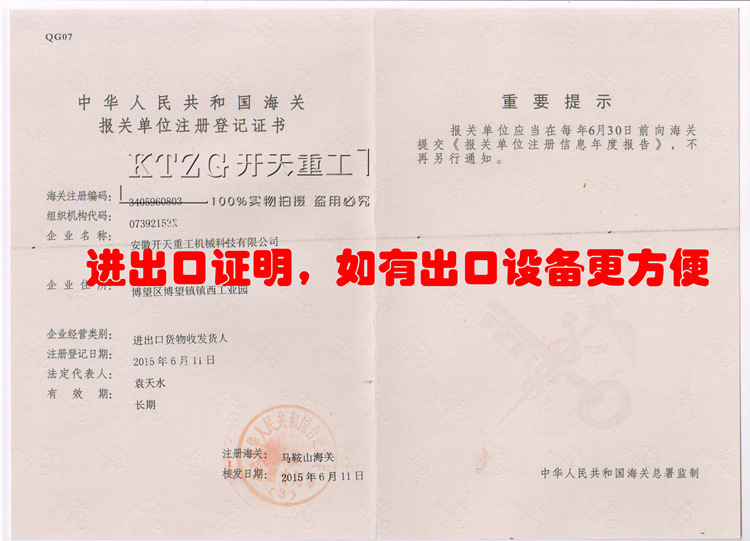 QG07
中华人民共和国海关
报关单位注册登记证书
KTZG开天重工
海关注册编码： 3405960803
100%实物拍摄 盗用必究
组织机构代码： 07392153X
企业名称： 安徽开天重工机械科技有限公司
进出口证明，如有出口设备更方便
企业住所： 博望区博望镇镇西工业园
企业经营类别： 进出口货物收发货人
注册登记日期： 2015年6月11日
法定代表人： 袁天水
有效期： 长期
注册海关： 马鞍山海关
核发日期： 2015年6月11日
(3)
重要提示
报关单位应当在每年6月30日前向海关
提交《报关单位注册信息年度报告》，不
再另行通知。
中华人民共和国海关总署监制